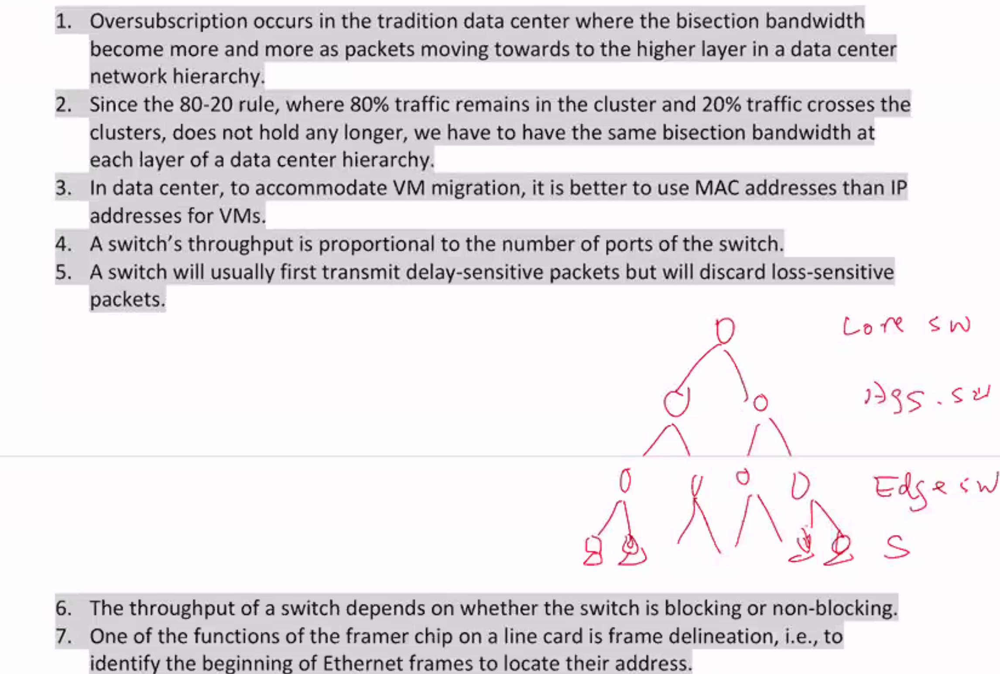 1. Oversubscription occurs in the tradition data center where the bisection bandwidth
become more and more as packets moving towards to the higher layer in a data center
network hierarchy.
2. Since the 80-20 rule, where 80% traffic remains in the cluster and 20% traffic crosses the
clusters, does not hold any longer, we have to have the same bisection bandwidth at
each layer of a data center hierarchy.
3. In data center, to accommodate VM migration, it is better to use MAC addresses than IP
addresses for VMs.
4. A switch’s throughput is proportional to the number of ports of the switch.
5. A switch will usually first transmit delay-sensitive packets but will discard loss-sensitive
packets.
Core SW
Agg. SW
Edge SW
S
6. The throughput of a switch depends on whether the switch is blocking or non-blocking.
7. One of the functions of the framer chip on a line card is frame delineation, i.e., to
identify the beginning of Ethernet frames to locate their address.